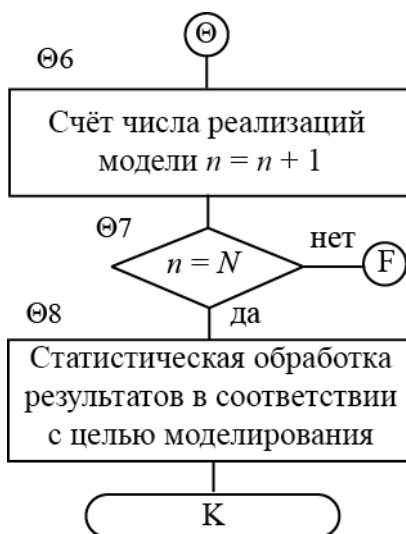 Θ
Θ6
Счёт числа реализаций
модели n = n + 1
Θ7
n = N
нет
F
Θ8
да
Статистическая обработка
результатов в соответствии
с целью моделирования
K